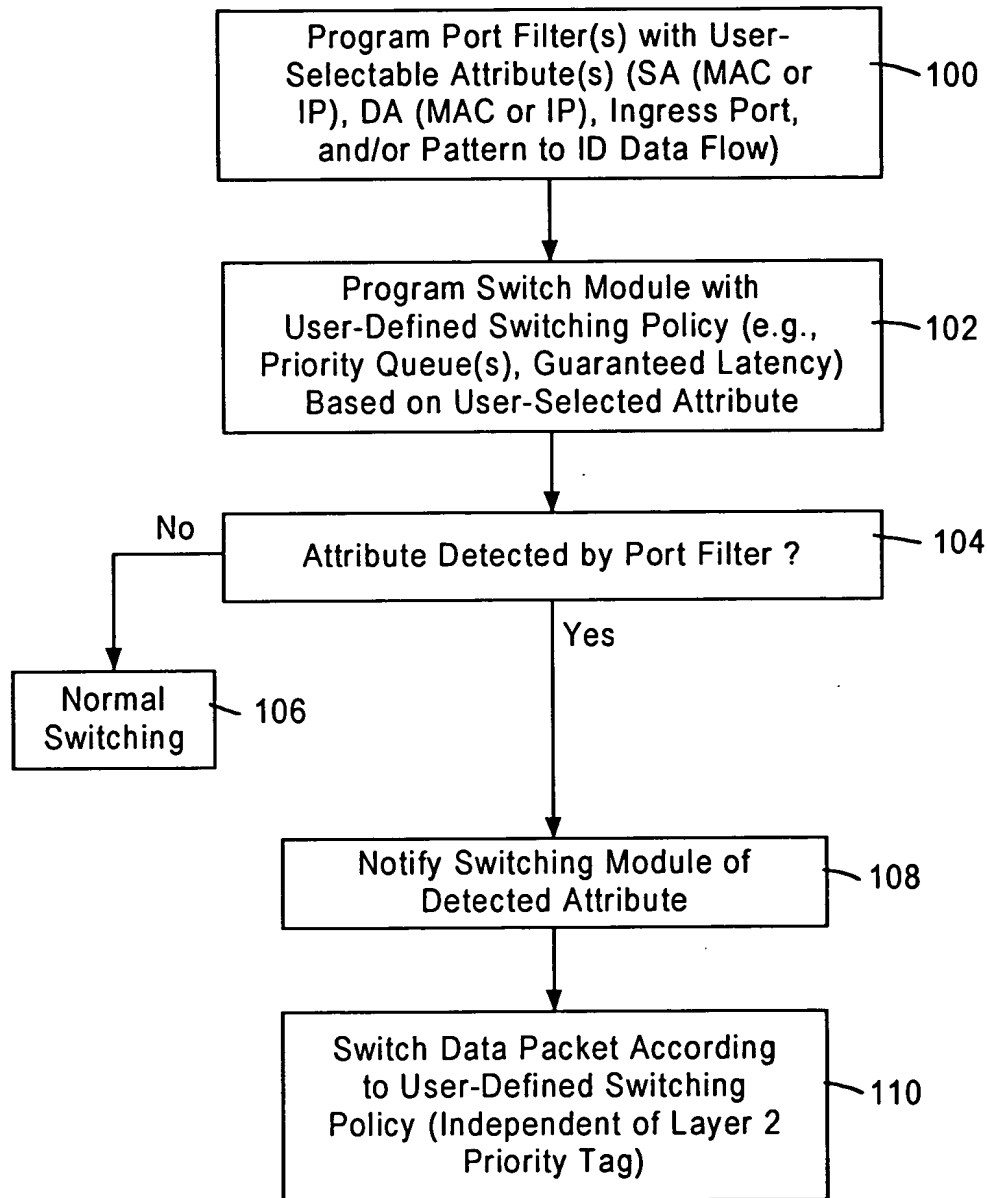 Program Port Filter(s) with User-
Selectable Attribute(s) (SA (MAC or
IP), DA (MAC or IP), Ingress Port,
and/or Pattern to ID Data Flow)
100
Program Switch Module with
User-Defined Switching Policy (e.g.,
Priority Queue(s), Guaranteed Latency)
Based on User-Selected Attribute
102
No
Attribute Detected by Port Filter ?
104
Yes
Normal
Switching
106
Notify Switching Module of
Detected Attribute
108
Switch Data Packet According
to User-Defined Switching
Policy (Independent of Layer 2
Priority Tag)
110